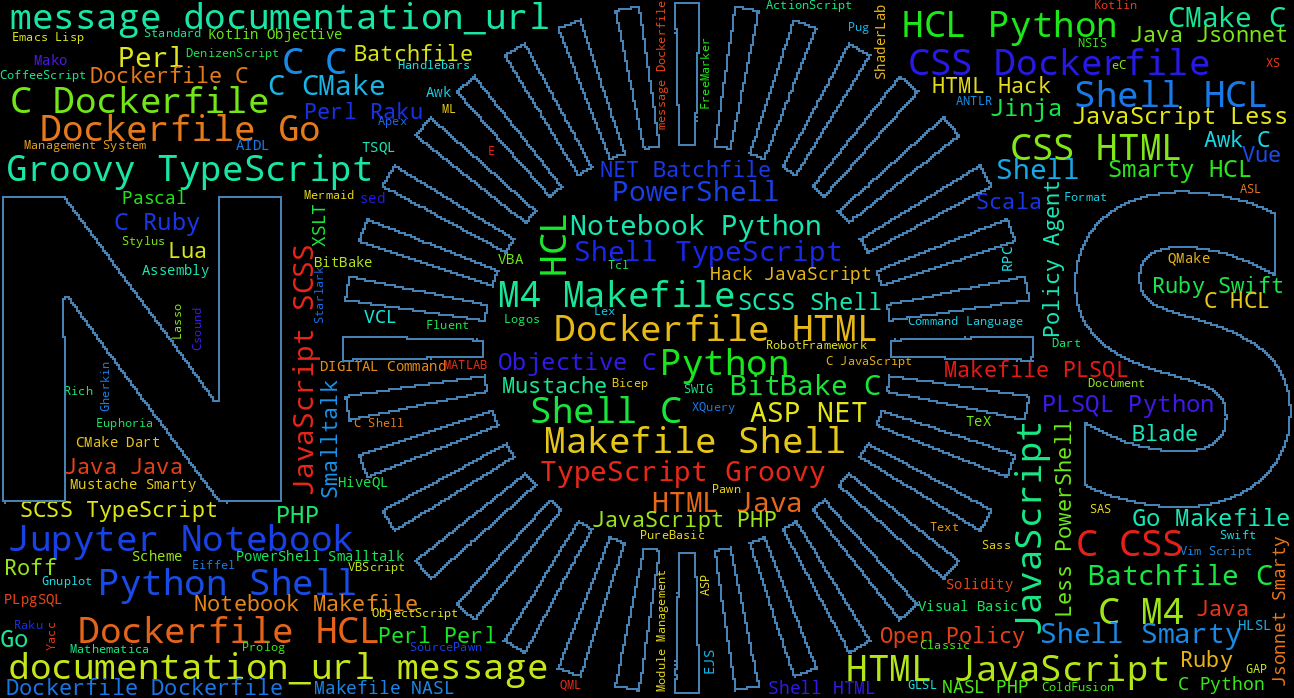 message documentation_url
Emacs Lisp
Standard
Kotlin Objective
Mako
Perl
DenizenScript
C C
Batchfile
CoffeeScript
Dockerfile C
Handlebars
C Dockerfile
C CMake
Awk
ML
Perl Raku
Apex
Dockerfile Go
Management System
AIDL
TSQL
E
Groovy TypeScript
Pascal
Mermaid
sed
C Ruby
XSLT
Stylus
Lua
Assembly
BitBake
Starlark
JavaScript SCSS
Lasso
Csound
VCL
Fluent
DIGITAL Command
MATLAB
Rich
Gherkin
Smalltalk
Euphoria
C Shell
CMake Dart
Java Java
Mustache Smarty
HiveQL
message Dockerfile
FreeMarker
ActionScript
Pug
ShaderLab
NET Batchfile
PowerShell
HCL
Notebook Python
Shell TypeScript
VBA
Tcl
Hack JavaScript
M4 Makefile
SCSS Shell
Logos
Lex
Dockerfile HTML
RobotFramework
Objective C
Python
C JavaScript
Mustache
Bicep
SWIG
BitBake C
Shell C
XQuery
ASP NET
Makefile Shell
TypeScript Groovy
Pawn
HTML Java
JavaScript PHP
PureBasic
Kotlin
HCL Python
CMake C
Java Jsonnet
NSIS
CSS Dockerfile
eC
XS
HTML Hack
ANTLR
Shell HCL
Jinja
JavaScript Less
CSS HTML
Awk C
Vue
Shell
Smarty HCL
Scala
Format
ASL
Policy Agent
RPC
QMake
Ruby Swift
C HCL
Command Language
Dart
Makefile PLSQL
Document
PLSQL Python
TeX
Blade
JavaScript
Less PowerShell
SCSS TypeScript
PHP
Jupyter Notebook
Scheme
PowerShell Smalltalk
Roff
Eiffel
VBScript
Gnuplot
Python Shell
PLpgSQL
Notebook Makefile
ObjectScript
Raku
Go
Yacc
Dockerfile HCL
Perl Perl
Mathematica
Prolog
SourcePawn
documentation_url message
Dockerfile Dockerfile
Makefile NASL
QML
Module Management
ASP
EJS
Shell HTML
SAS
Go Makefile
Text
Swift
Sass
C CSS
Vim Script
Batchfile C
Solidity
Visual Basic
C M4
Java
Jsonnet Smarty
Open Policy
Shell Smarty
HLSL
Classic
HTML JavaScript
Ruby
GAP
GLSL
NASL PHP
ColdFusion
C Python